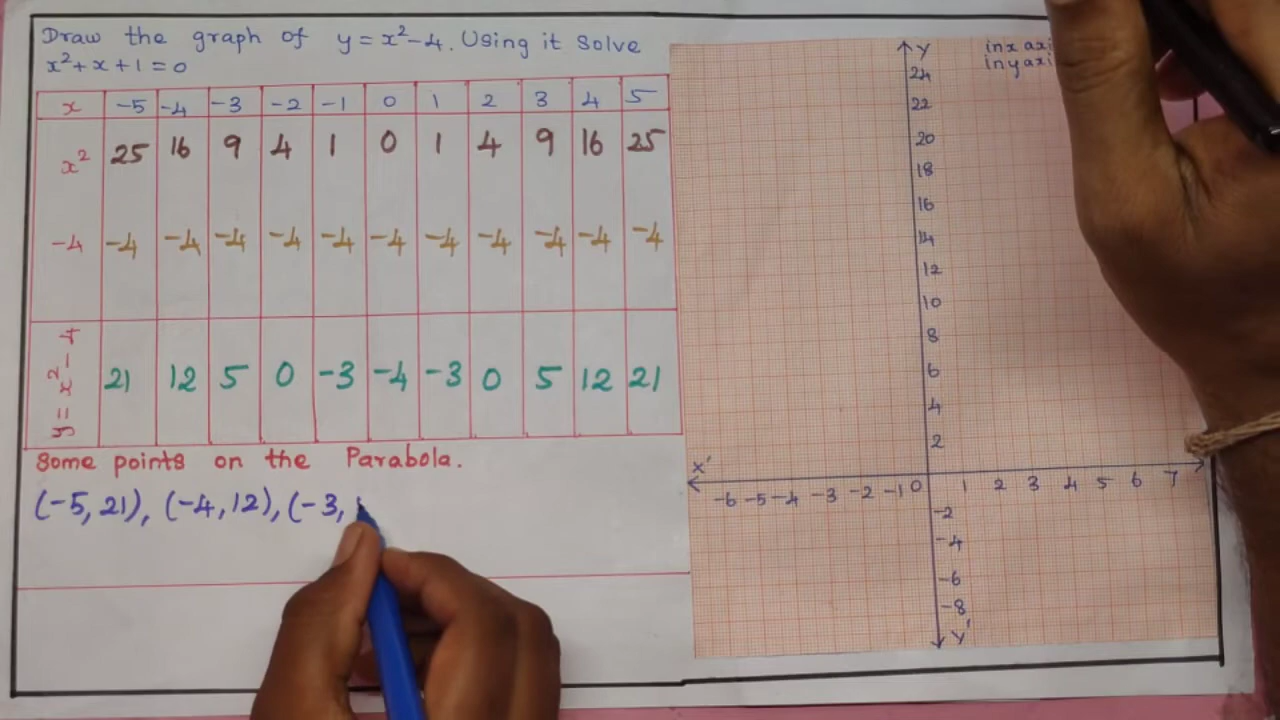 Draw the graph of y = x²-4. Using it solve
x²+x+1=0
x -5 -4 -3 -2 -1 0 1 2 3 4 5
x² 25 16 9 4 1 0 1 4 9 16 25
-4 -4 -4 -4 -4 -4 -4 -4 -4 -4 -4 -4
y = x²-4 21 12 5 0 -3 -4 -3 0 5 12 21
Some points on the Parabola.
(-5,21), (-4,12), (-3,
Y
in x axi
in y axi
24
22
20
18
16
14
12
10
8
6
4
2
X'
-6 -5 -4 -3 -2 -1 0 1 2 3 4 5 6 7
-2
-4
-6
-8
Y'